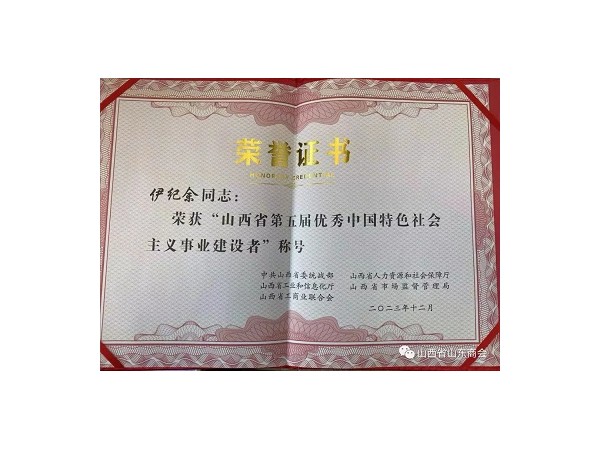 荣誉证书
HONORARY CREDENTIAL
伊纪余同志：
荣获“山西省第五届优秀中国特色社会
主义事业建设者”称号
中共山西省委统战部 山西省人力资源和社会保障厅
山西省工业和信息化厅 山西省市场监督管理局
山西省工商业联合会
二〇二三年十二月
山西省山东商会